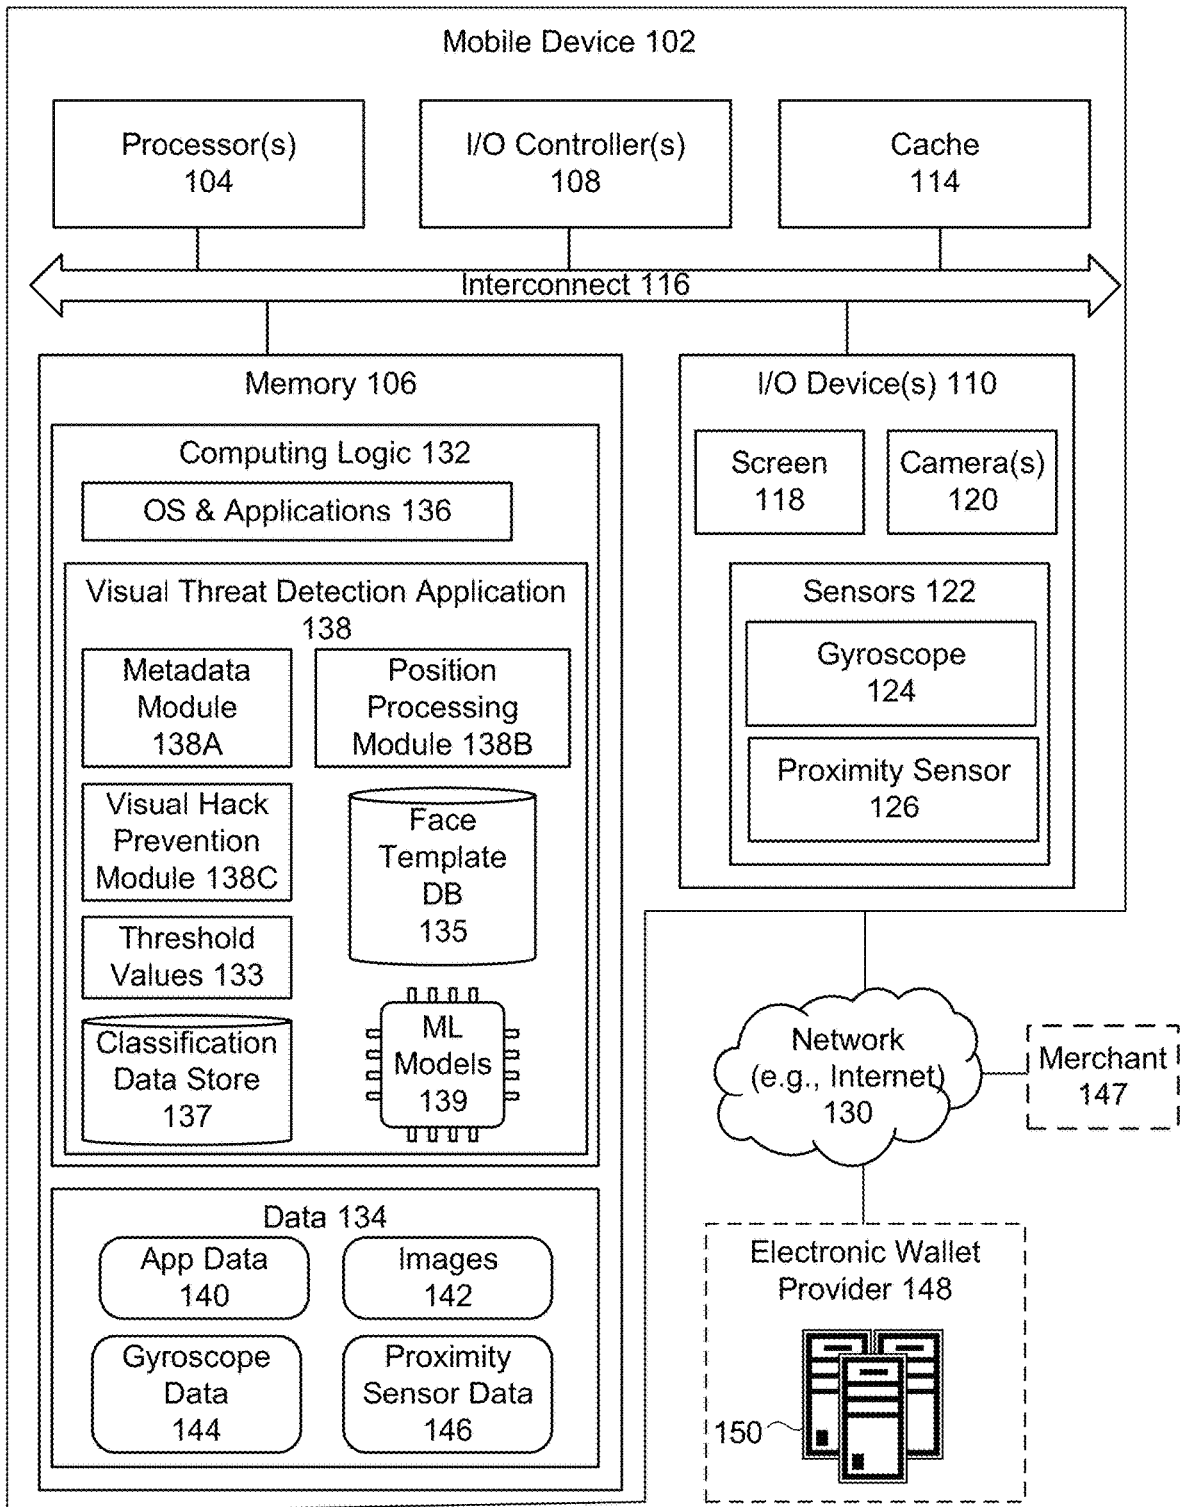 Mobile Device 102
Processor(s)
104
I/O Controller(s)
108
Cache
114
Interconnect 116
Memory 106
Computing Logic 132
OS & Applications 136
Visual Threat Detection Application
138
Metadada
Module
138A
Position
Processing
Module 138B
Visual Hack
Prevention
Module 138C
Face
Template
DB
135
Threshold
Values 133
Classification
Data Store
137
ML
Models
139
Data 134
App Data
140
Images
142
Gyroscope
Data
144
Proximity
Sensor Data
146
I/O Device(s) 110
Screen
118
Camera(s)
120
Sensors 122
Gyroscope
124
Proximity Sensor
126
Network
(e.g., Internet)
130
Merchant
147
Electronic Wallet
Provider 148
150